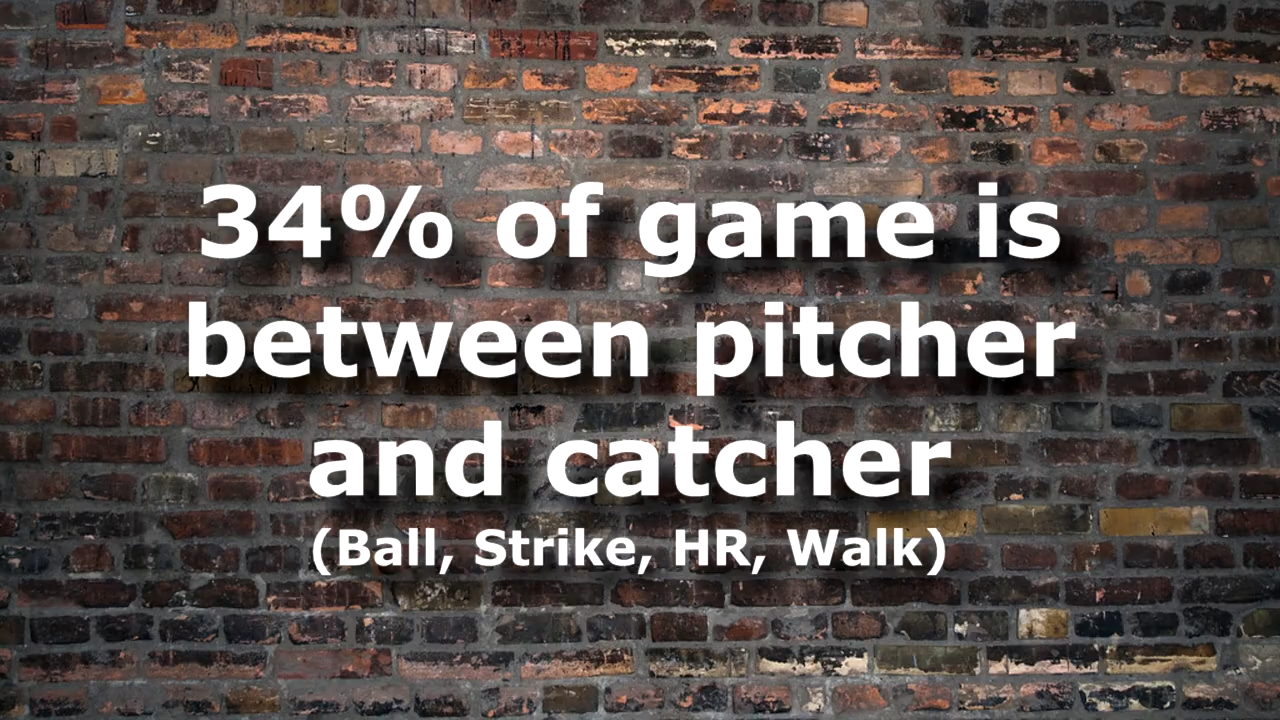 34% of game is
between pitcher
and catcher
(Ball, Strike, HR, Walk)